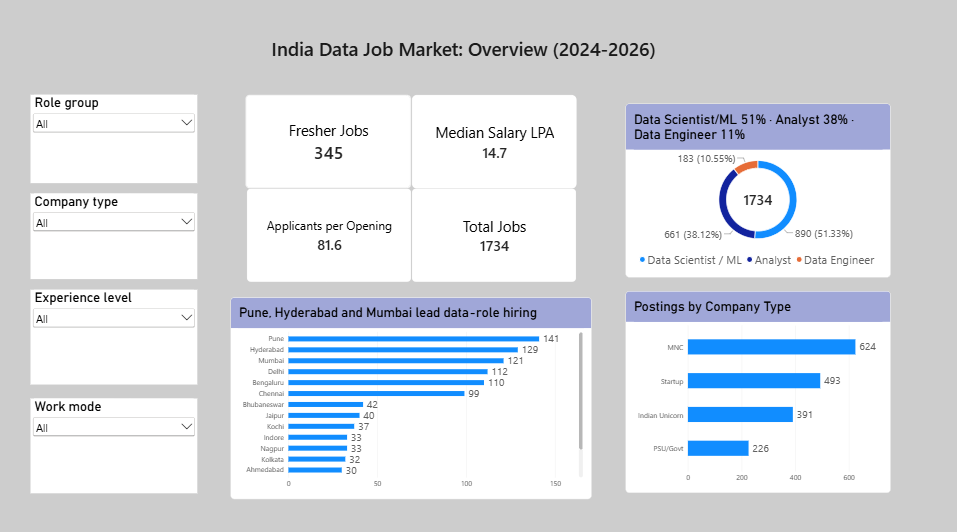 India Data Job Market: Overview (2024-2026)
Role group
All
Company type
All
Experience level
All
Work mode
All
Fresher Jobs
345
Median Salary LPA
14.7
Applicants per Opening
81.6
Total Jobs
1734
Pune, Hyderabad and Mumbai lead data-role hiring
Pune 141
Hyderabad 129
Mumbai 121
Delhi 112
Bengaluru 110
Chennai 99
Bhubaneswar 42
Jaipur 40
Kochi 37
Indore 33
Nagpur 33
Kolkata 32
Ahmedabad 30
0 50 100 150
Data Scientist/ML 51% · Analyst 38% ·
Data Engineer 11%
183 (10.55%)
1734
661 (38.12%) 890 (51.33%)
Data Scientist / ML Analyst Data Engineer
Postings by Company Type
MNC 624
Startup 493
Indian Unicorn 391
PSU/Govt 226
0 200 400 600